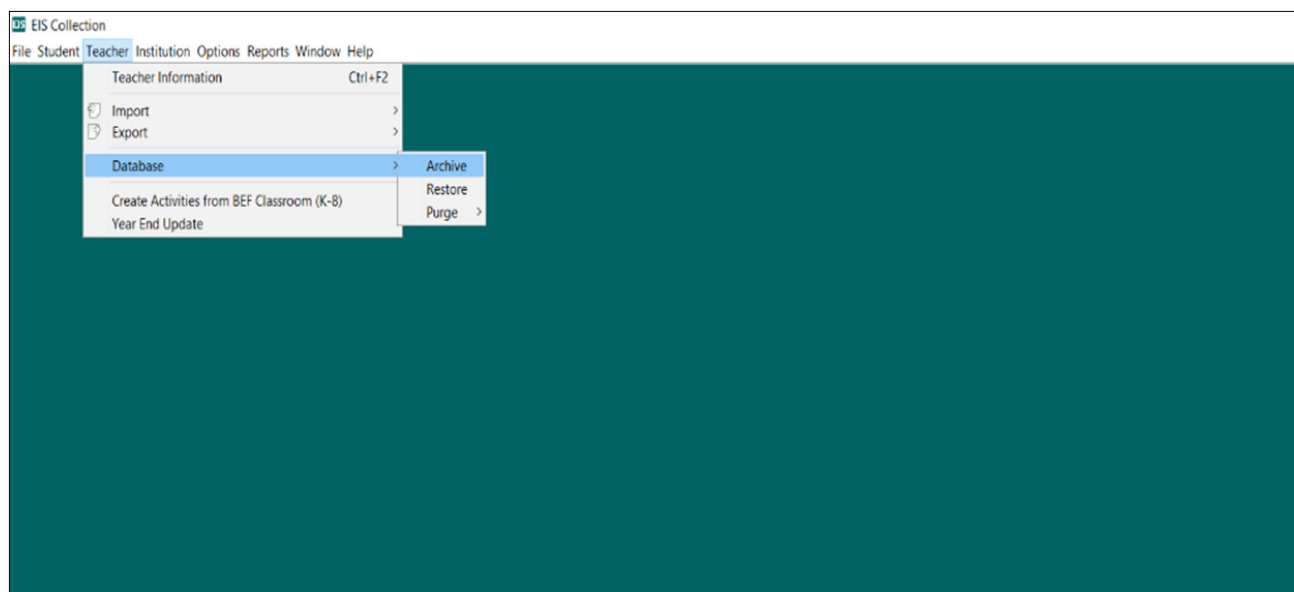 EIS EIS Collection
File Student Teacher Institution Options Reports Window Help
Teacher Information Ctrl+F2
Import
Export
Database
Archive
Restore
Purge
Create Activities from BEF Classroom (K-8)
Year End Update